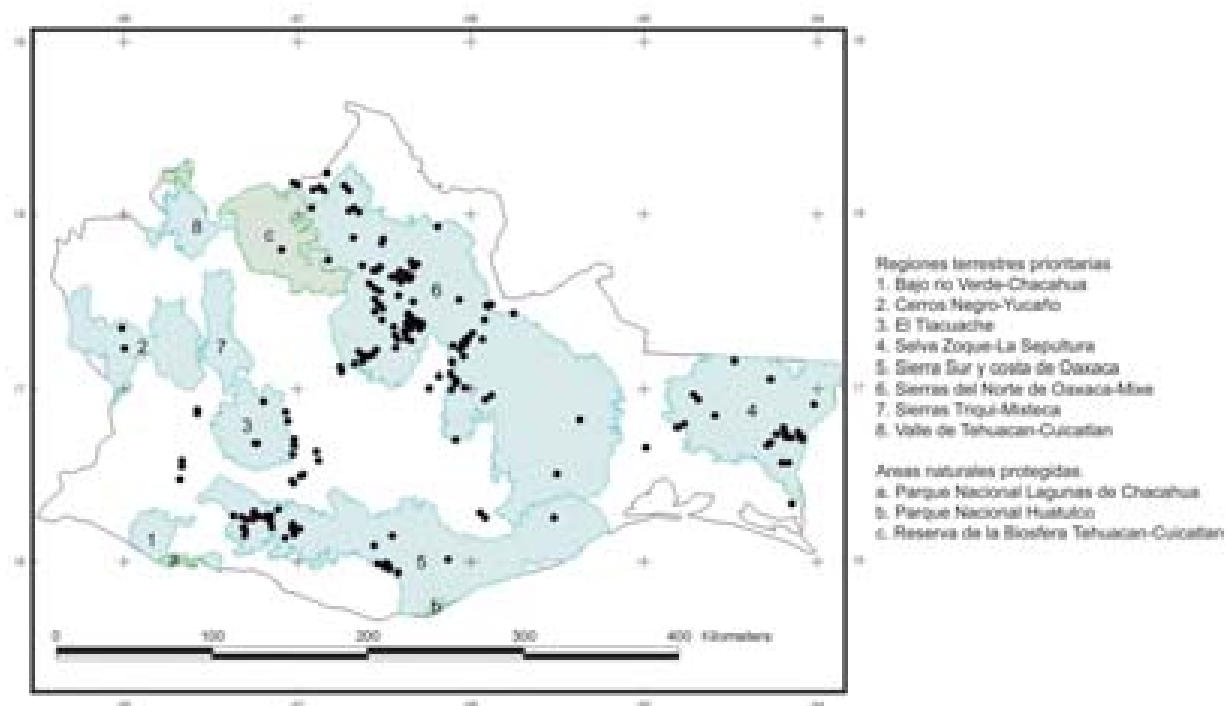 8
c
6
2
7
3
4
1
a
5
b
0 100 200 300 400 Kilometers
Regiones terrestres prioritarias
1. Bajo río Verde-Chacahua
2. Cerros Negro-Yucaño
3. El Tlacuache
4. Selva Zoque-La Sepultura
5. Sierra Sur y costa de Oaxaca
6. Sierras del Norte de Oaxaca-Mixe
7. Sierras Triqui-Mixteca
8. Valle de Tehuacan-Cuicatlan
Areas naturales protegidas
a. Parque Nacional Lagunas de Chacahua
b. Parque Nacional Huatulco
c. Reserva de la Biosfera Tehuacan-Cuicatlan